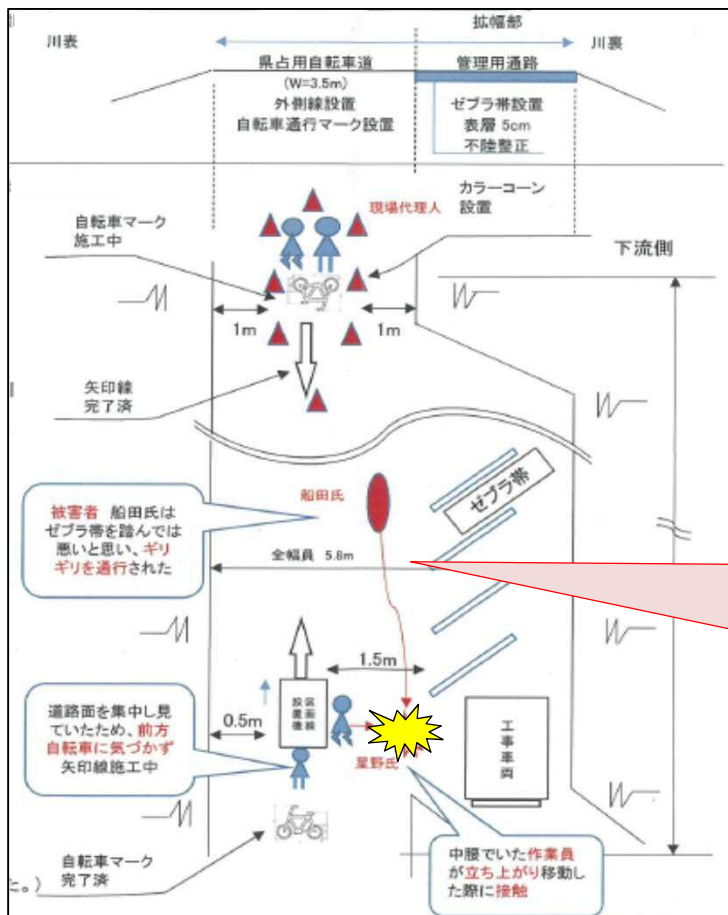 拡幅部
川表
川裏
県占用自転車道
(W=3.5m)
外側線設置
自転車通行マーク設置
管理用通路
ゼブラ帯設置
表層 5cm
不陸整正
自転車マーク
施工中
現場代理人
カラーコーン
設置
下流側
1m
1m
矢印線
完了済
船田氏
ゼブラ帯
被害者 船田氏は
ゼブラ帯を踏んでは
悪いと思い、ギリ
ギリを通行された
全幅員 5.8m
1.5m
0.5m
区画線
設置機
道路面を集中し見
ていたため、前方
自転車に気づかず
矢印線施工中
星野氏
工事車両
中腰でいた作業員
が立ち上がり移動し
た際に接触
自転車マーク
完了済
た。)